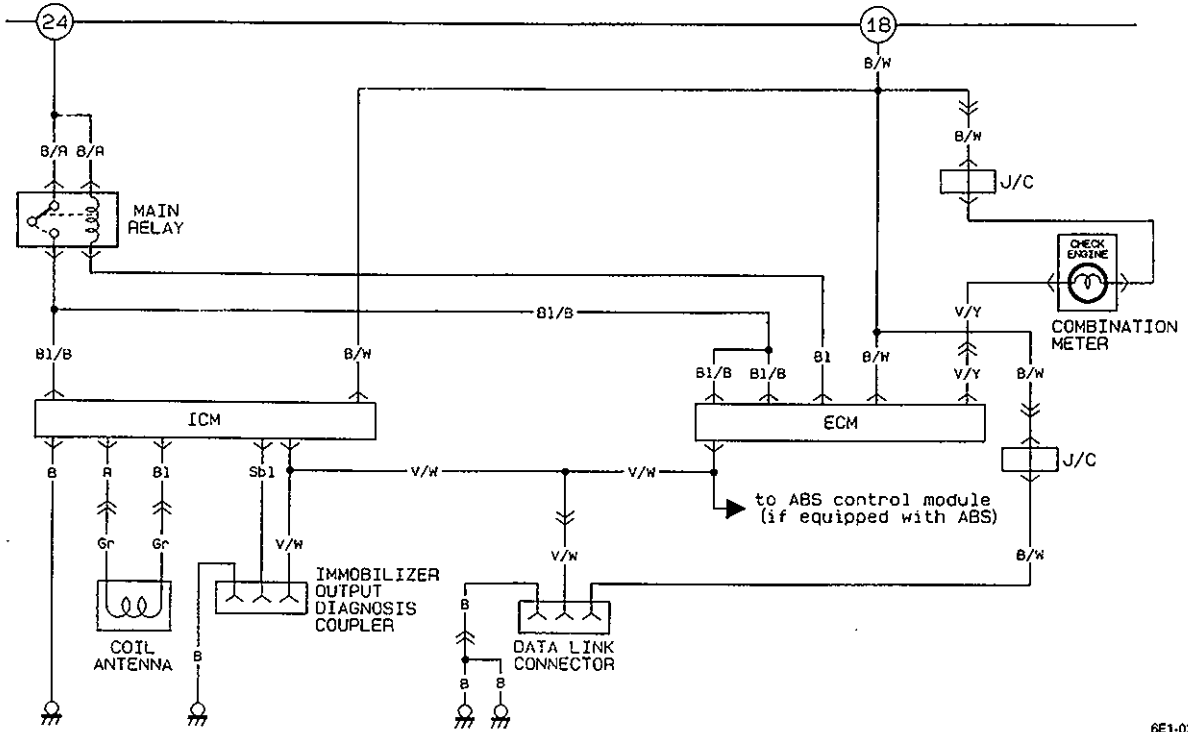 24
18
B/W
B/R B/R
B/W
J/C
MAIN
RELAY
CHECK
ENGINE
COMBINATION
METER
V/Y
Bl/B
Bl/B
B/W
Bl/B
Bl/B
Bl
B/W
V/Y
B/W
ICM
ECM
J/C
B
R
Bl
Sbl
V/W
V/W
to ABS control module
(if equipped with ABS)
Gr
Gr
V/W
V/W
B/W
IMMOBILIZER
OUTPUT
DIAGNOSIS
COUPLER
B
COIL
ANTENNA
B
DATA LINK
CONNECTOR
B
B